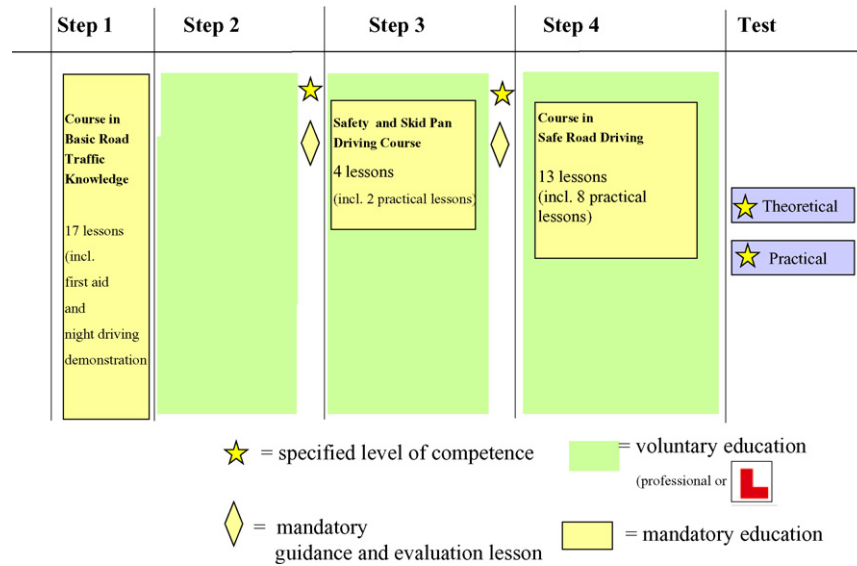 Step 1
Step 2
Step 3
Step 4
Test
Course in
Basic Road
Traffic
Knowledge
17 lessons
(incl.
first aid
and
night driving
demonstration
Safety and Skid Pan
Driving Course
4 lessons
(incl. 2 practical lessons)
Course in
Safe Road Driving
13 lessons
(incl. 8 practical
lessons)
Theoretical
Practical
= specified level of competence
= voluntary education
(professional or L
= mandatory
guidance and evaluation lesson
= mandatory education